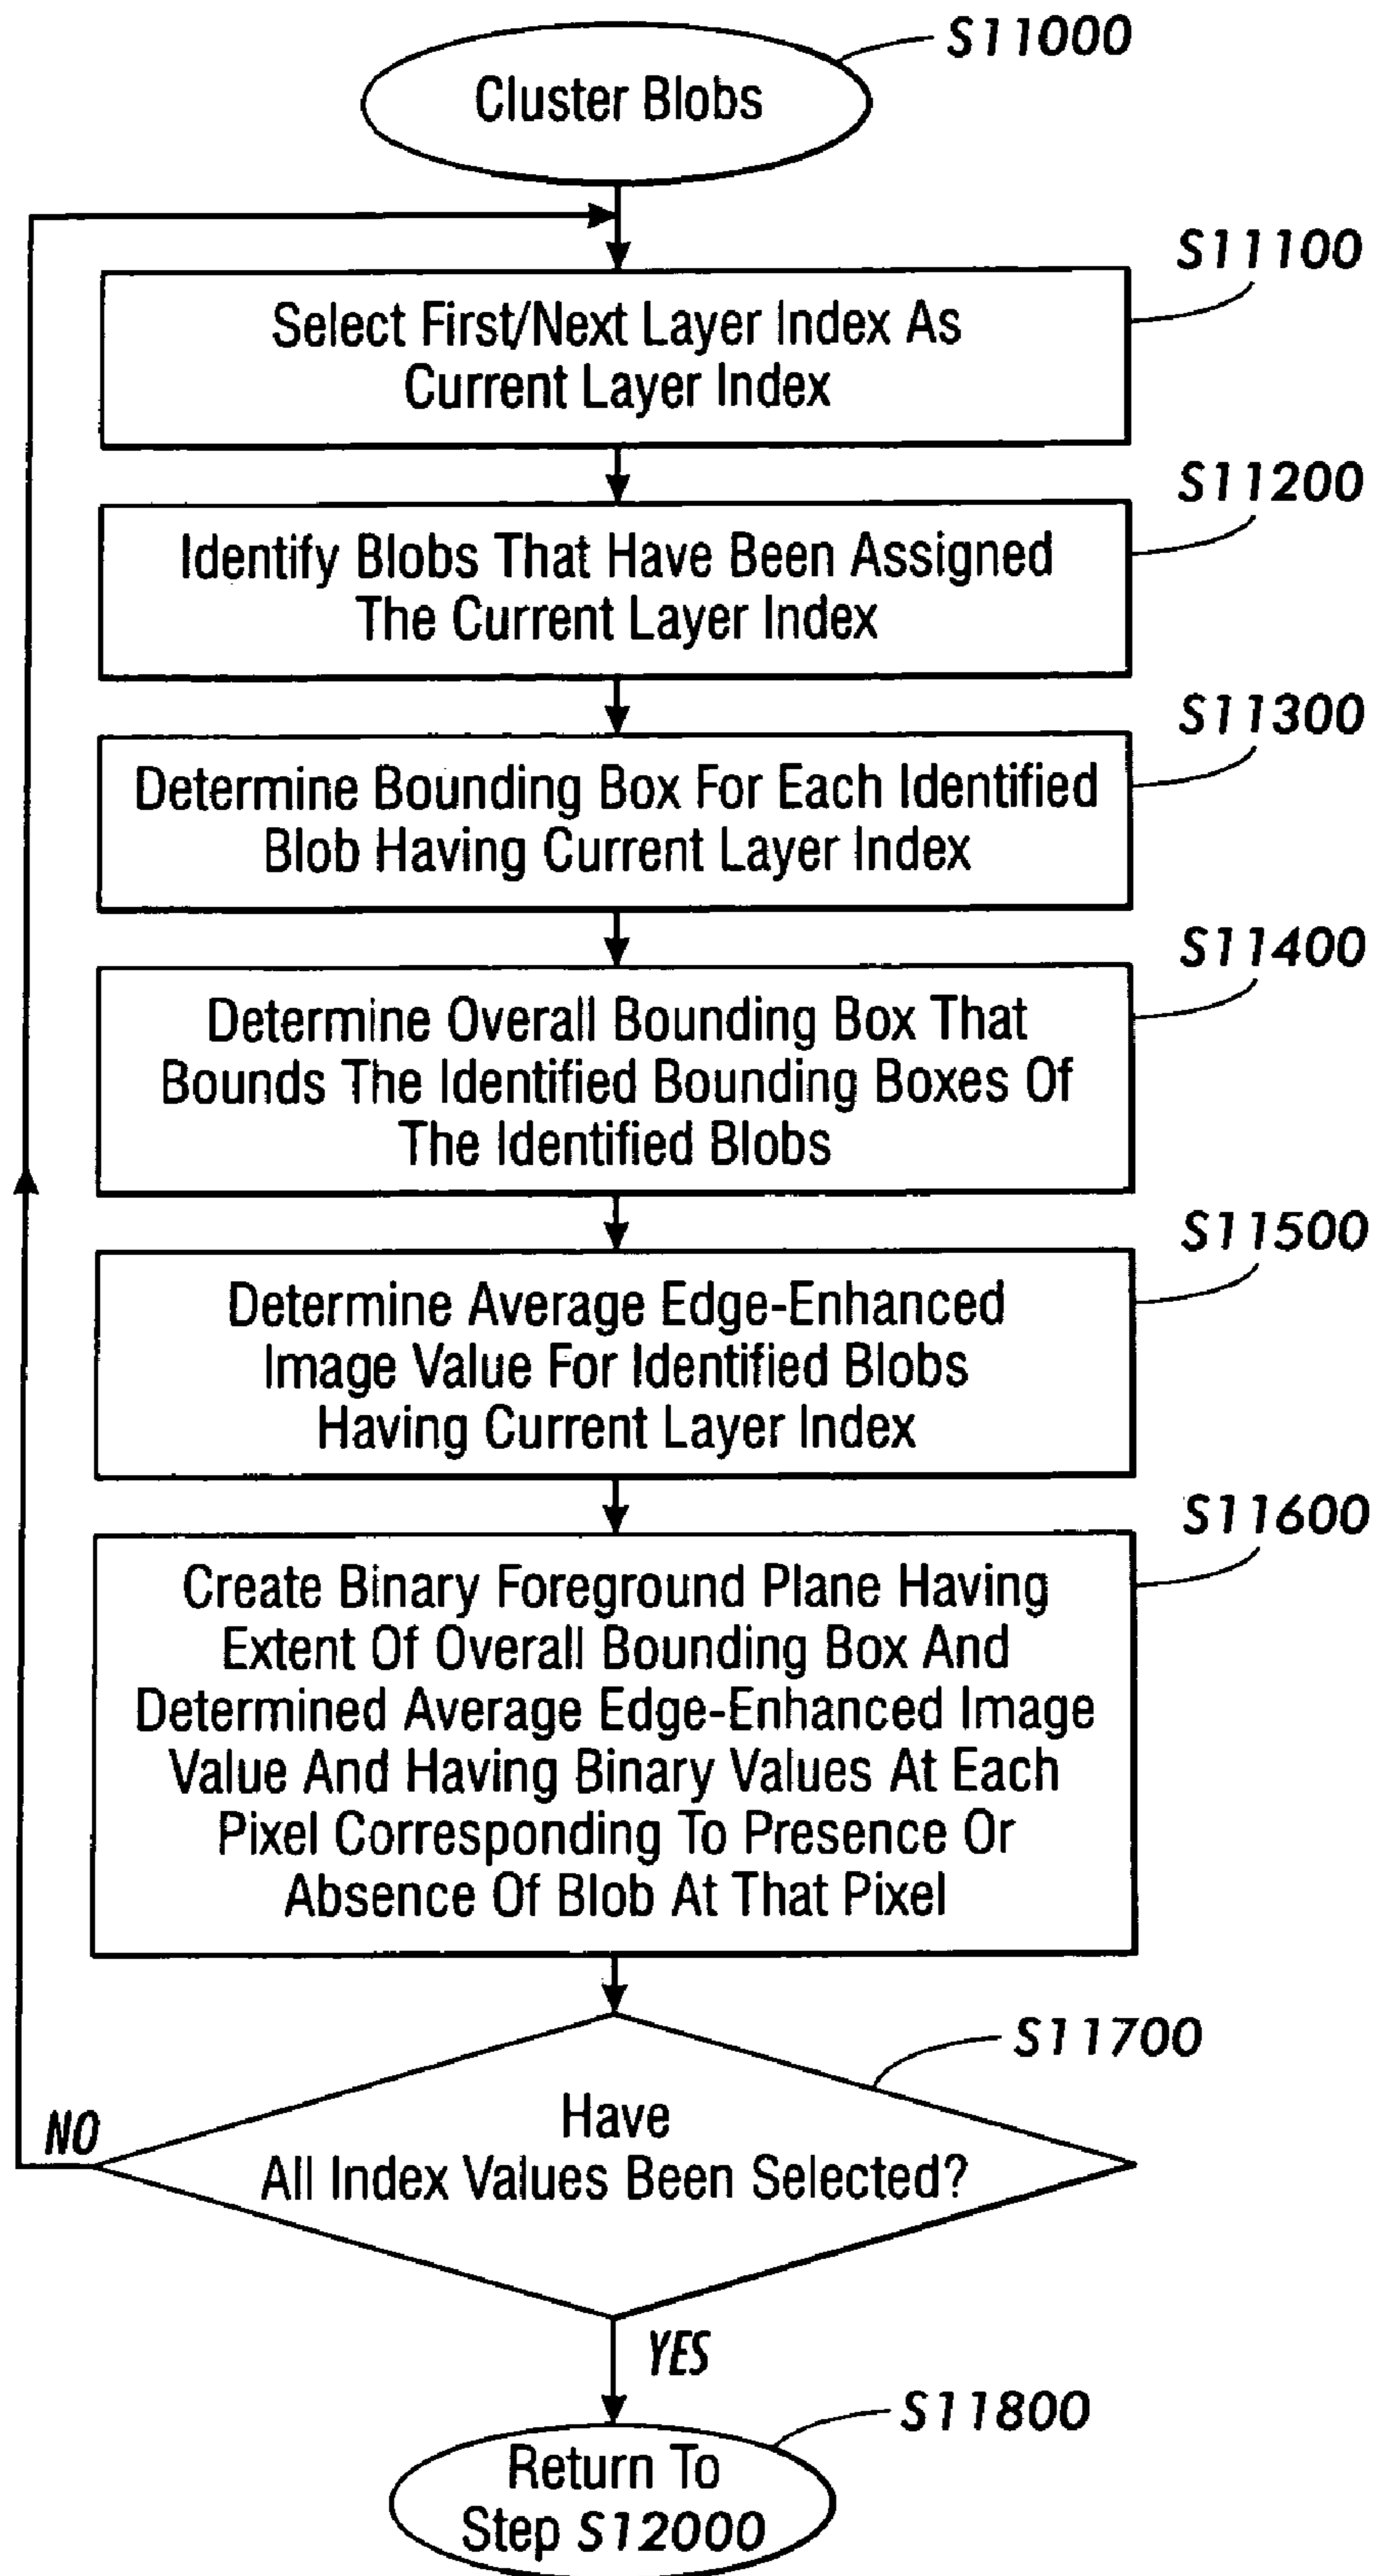 S11000
Cluster Blobs
S11100
Select First/Next Layer Index As
Current Layer Index
S11200
Identify Blobs That Have Been Assigned
The Current Layer Index
S11300
Determine Bounding Box For Each Identified
Blob Having Current Layer Index
S11400
Determine Overall Bounding Box That
Bounds The Identified Bounding Boxes Of
The Identified Blobs
S11500
Determine Average Edge-Enhanced
Image Value For Identified Blobs
Having Current Layer Index
S11600
Create Binary Foreground Plane Having
Extent Of Overall Bounding Box And
Determined Average Edge-Enhanced Image
Value And Having Binary Values At Each
Pixel Corresponding To Presence Or
Absence Of Blob At That Pixel
S11700
Have
All Index Values Been Selected?
NO
YES
S11800
Return To
Step S12000